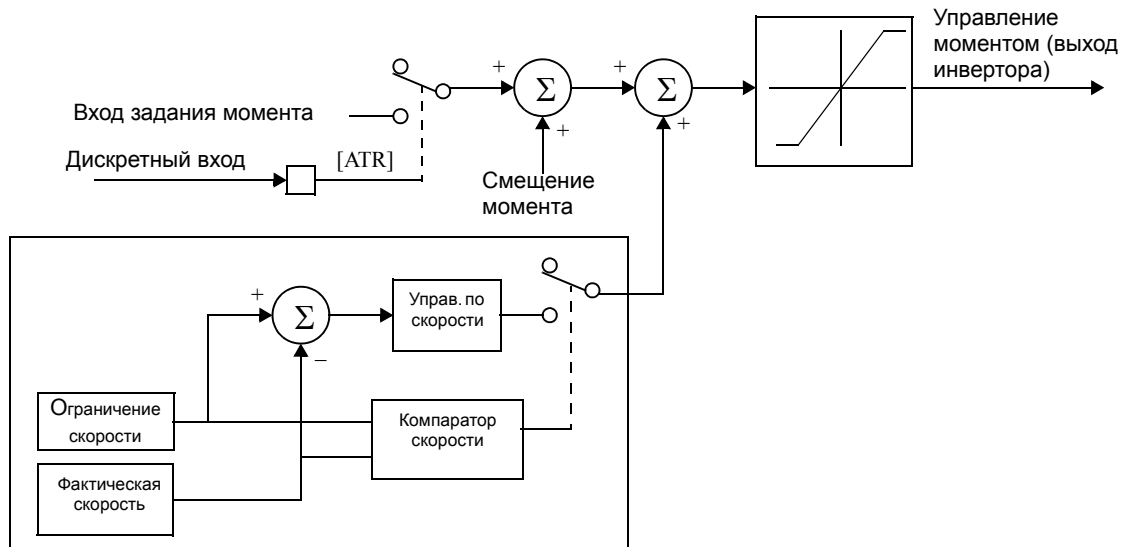 Управление
моментом (выход
инвертора)
+
+
Σ
Σ
+
+
Вход задания момента
Дискретный вход
[ATR]
Смещение
момента
+
Σ
−
Управ. по
скорости
Ограничение
скорости
Компаратор
скорости
Фактическая
скорость